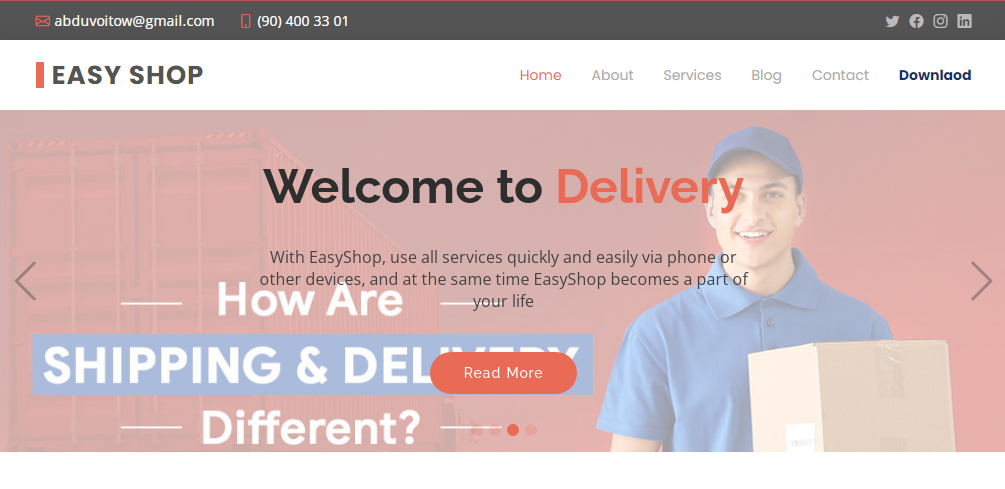 abduvoitow@gmail.com (90) 400 33 01
EASY SHOP
Home About Services Blog Contact Downlaod
Welcome to Delivery
With EasyShop, use all services quickly and easily via phone or
other devices, and at the same time EasyShop becomes a part of
your life
How Are
SHIPPING & DELIVERY
Different?
Read More